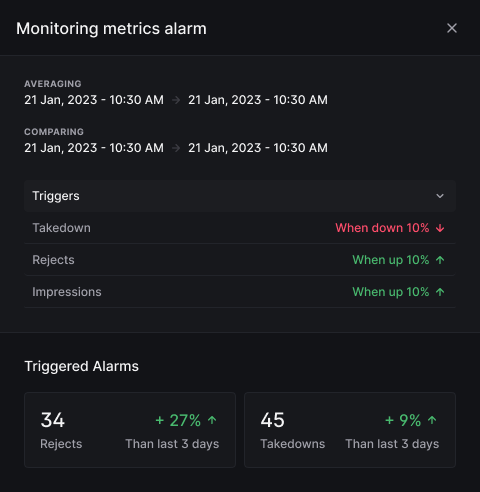 Monitoring metrics alarm
AVERAGING
21 Jan, 2023 - 10:30 AM → 21 Jan, 2023 - 10:30 AM
COMPARING
21 Jan, 2023 - 10:30 AM → 21 Jan, 2023 - 10:30 AM
Triggers
Takedown When down 10% ↓
Rejects When up 10% ↑
Impressions When up 10% ↑
Triggered Alarms
34 + 27% ↑
Rejects Than last 3 days
45 + 9% ↑
Takedowns Than last 3 days